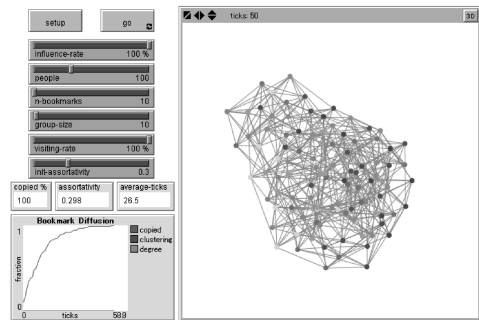 setup
go
ticks: 50
3D
influence-rate 100 %
people 100
n-bookmarks 10
group-size 10
visiting-rate 100 %
init-assortativity 0.3
copied % assortativity average-ticks
100 0.298 26.5
Bookmark Diffusion
1
fraction
0
0 ticks 58.8
copied
clustering
degree